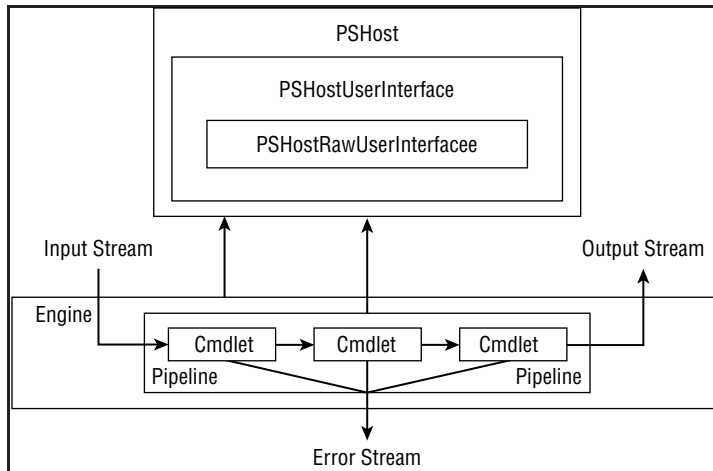 PSHost
PSHostUserInterface
PSHostRawUserInterfacee
Input Stream
Output Stream
Engine
Cmdlet
Cmdlet
Cmdlet
Pipeline
Pipeline
Error Stream